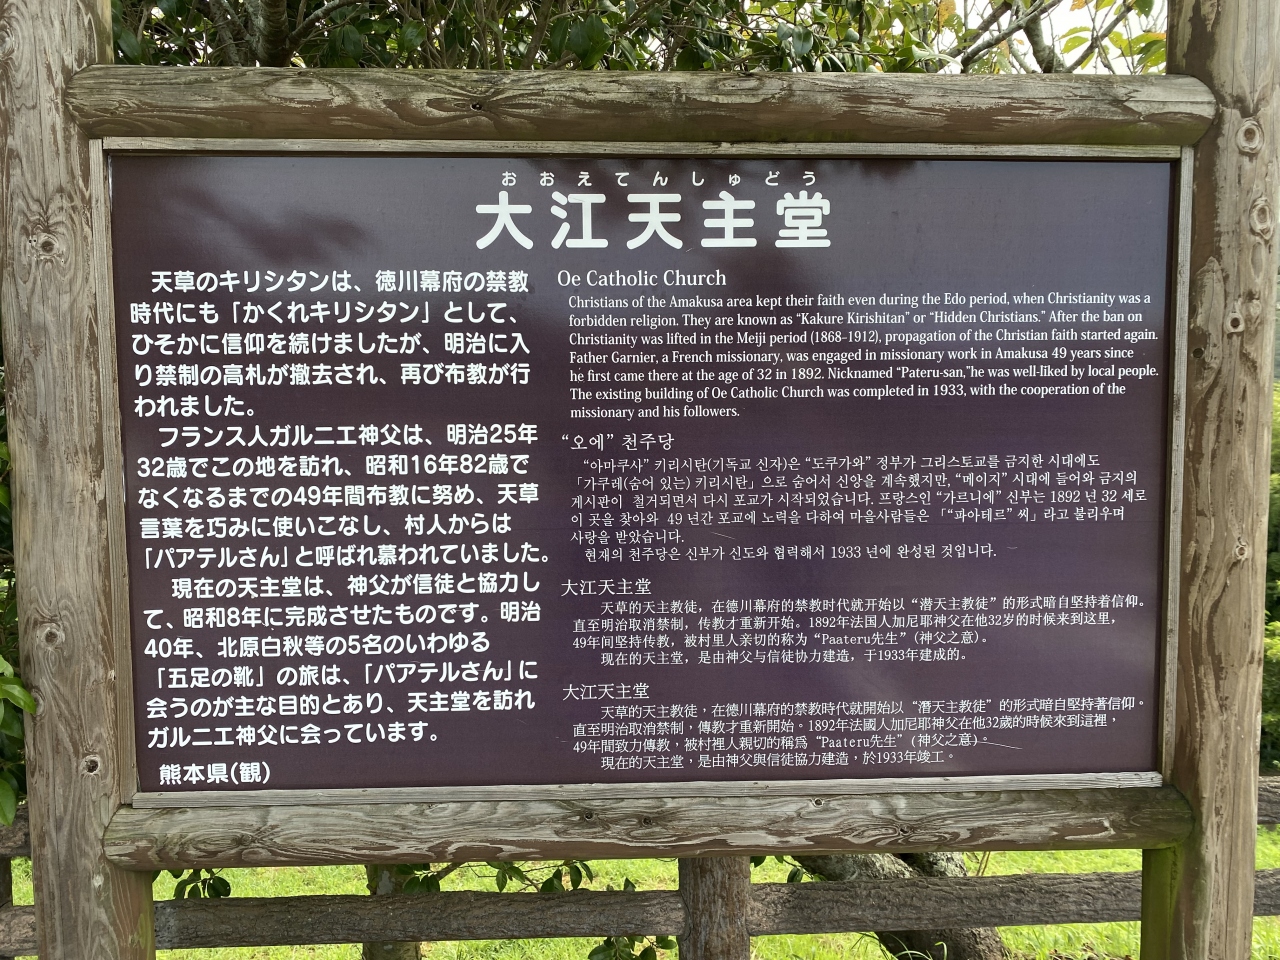 おおえてんしゅどう
大江天主堂
天草のキリシタンは、徳川幕府の禁教
時代にも「かくれキリシタン」として、
ひそかに信仰を続けましたが、明治に入
り禁制の高札が撤去され、再び布教が行
われました。
フランス人ガルニエ神父は、明治25年
32歳でこの地を訪れ、昭和16年82歳で
なくなるまでの49年間布教に努め、天草
言葉を巧みに使いこなし、村人からは
「パアテルさん」と呼ばれ慕われていました。
現在の天主堂は、神父が信徒と協力し
て、昭和8年に完成させたものです。明治
40年、北原白秋等の5名のいわゆる
「五足の靴」の旅は、「パアテルさん」に
会うのが主な目的とあり、天主堂を訪れ
ガルニエ神父に会っています。
熊本県(観)
Oe Catholic Church
Christians of the Amakusa area kept their faith even during the Edo period, when Christianity was a
forbidden religion. They are known as “Kakure Kirishitan” or “Hidden Christians.” After the ban on
Christianity was lifted in the Meiji period (1868–1912), propagation of the Christian faith started again.
Father Garnier, a French missionary, was engaged in missionary work in Amakusa 49 years since
he first came there at the age of 32 in 1892. Nicknamed “Pateru-san,”he was well-liked by local people.
The existing building of Oe Catholic Church was completed in 1933, with the cooperation of the
missionary and his followers.
“오에” 천주당
“아마쿠사” 키리시탄(기독교 신자)은 “도쿠가와” 정부가 그리스토교를 금지한 시대에도
「가쿠레(숨어 있는) 키리시탄」으로 숨어서 신앙을 계속했지만, “메이지” 시대에 들어와 금지의
게시판이 철거되면서 다시 포교가 시작되었습니다. 프랑스인 “가르니에” 신부는 1892 년 32 세로
이 곳을 찾아와 49 년간 포교에 노력을 다하여 마을사람들은 「“파아테르” 씨」라고 불리우며
사랑을 받았습니다.
현재의 천주당은 신부가 신도와 협력해서 1933 년에 완성된 것입니다.
大江天主堂
天草的天主教徒，在德川幕府的禁教时代就开始以“潜天主教徒”的形式暗自坚持着信仰。
直至明治取消禁制，传教才重新开始。1892年法国人加尼耶神父在他32岁的时候来到这里，
49年间坚持传教，被村里人亲切的称为“Paateru先生”(神父之意)。
现在的天主堂，是由神父与信徒协力建造，于1933年建成的。
大江天主堂
天草的天主教徒，在德川幕府的禁教時代就開始以“潛天主教徒”的形式暗自堅持著信仰。
直至明治取消禁制，傳教才重新開始。1892年法國人加尼耶神父在他32歲的時候來到這裡，
49年間致力傳教，被村裡人親切的稱爲“Paateru先生”(神父之意)。
現在的天主堂，是由神父與信徒協力建造，於1933年竣工。